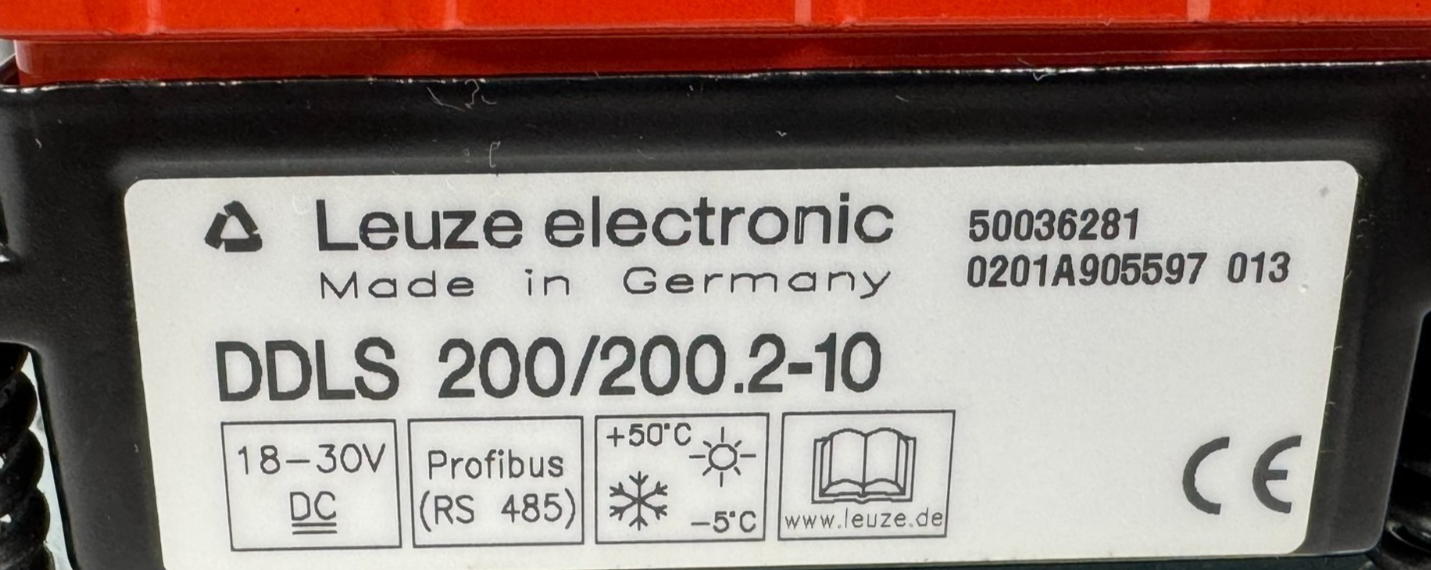 Leuze electronic
Made in Germany
50036281
0201A905597 013
DDLS 200/200.2-10
18-30V
DC
Profibus
(RS 485)
+50°C
-5°C
www.leuze.de
CE